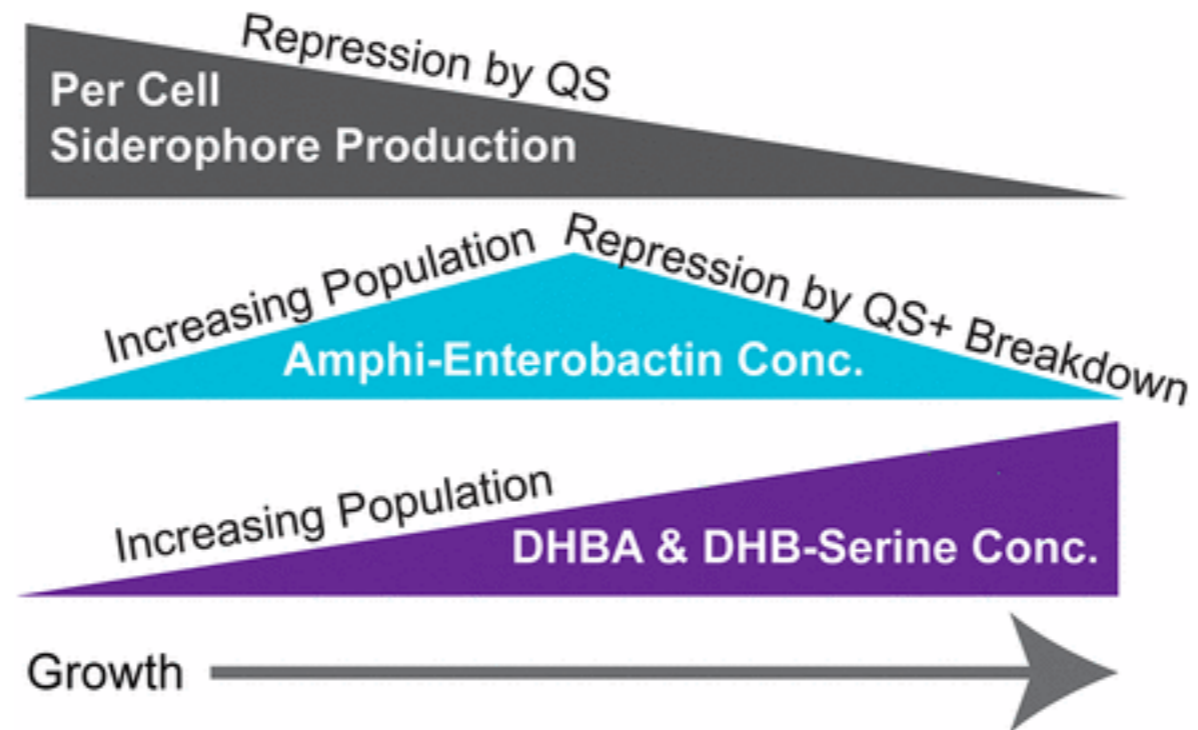 Repression by QS
Per Cell
Siderophore Production
Increasing Population
Repression by QS+ Breakdown
Amphi-Enterobactin Conc.
Increasing Population
DHBA & DHB-Serine Conc.
Growth